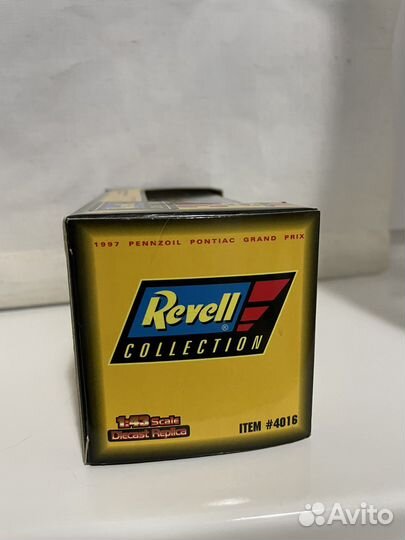 1997 PENNZOIL PONTIAC GRAND PRIX
Revell®
COLLECTION
1:43 Scale
Diecast Replica
ITEM #4016
Avito